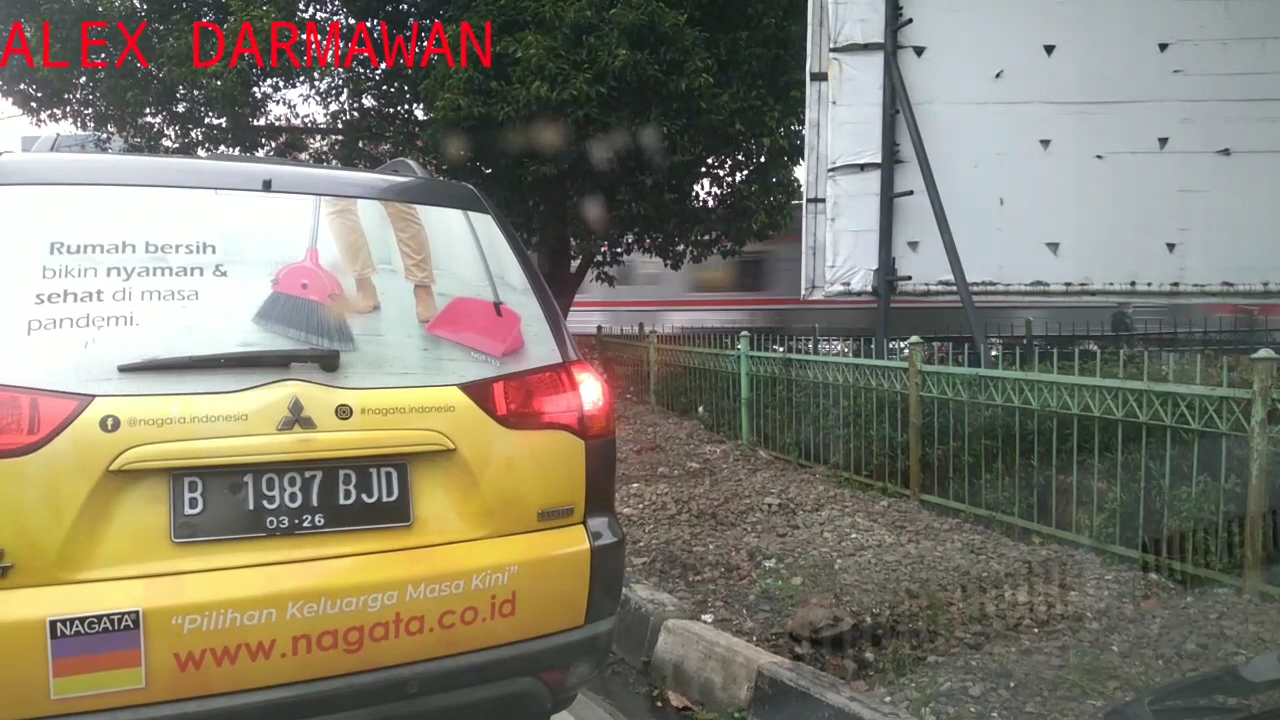 ALEX DARMAWAN
Rumah bersih
bikin nyaman &
sehat di masa
pandemi.
@nagata.indonesia
#nagata.indonesia
B 1987 BJD
03·26
NAGATA®
"Pilihan Keluarga Masa Kini"
www.nagata.co.id